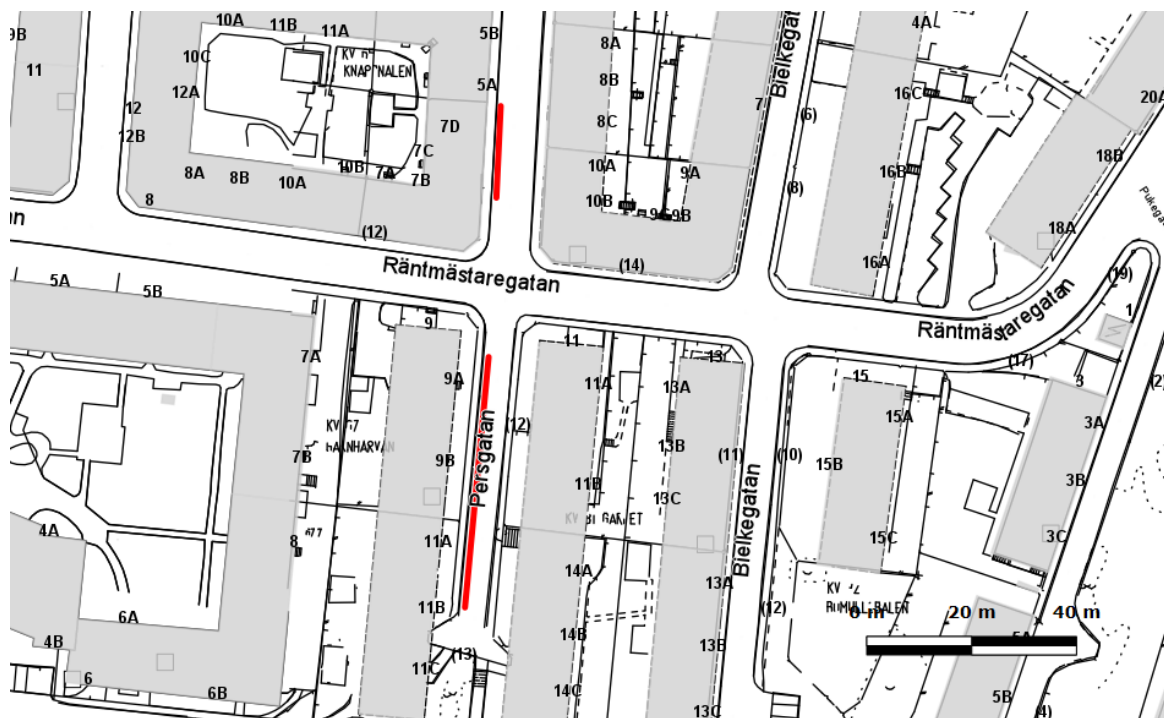 9B
10A
11B
11A
5B
4A
11
10C
8A
Bielkegatan
KNAPPNALEN
5A
8B
16C
20A
12
12A
7
(6)
12B
7D
8C
7C
18B
8A
8B
10A
10B
7A
7B
10A
9A
(8)
16B
8
10B
9B
(12)
(14)
16A
18A
Räntmästaregatan
(19)
5A
5B
9
11
13
Räntmästaregatan
1
7A
9A
11A
13A
15
(17)
3
(2)
(12)
15A
3A
7B
9B
Persgatan
11B
13B
(11)
(10)
15B
3B
13C
4A
8
11A
Bielkegatan
15C
3C
14A
13A
6A
11B
(12)
0 m
20 m
40 m
4B
14B
13B
5A
6
6B
11C
(13)
14C
13C
5B
(4)